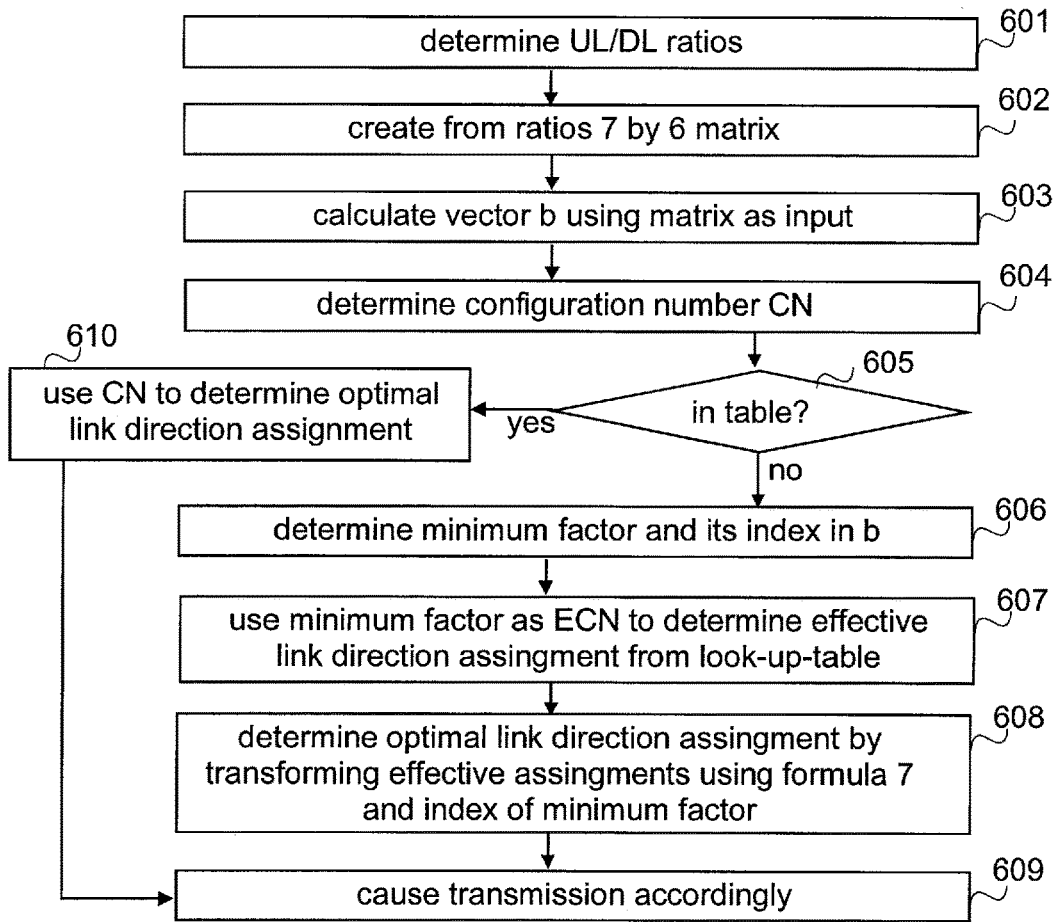 601
determine UL/DL ratios
602
create from ratios 7 by 6 matrix
603
calculate vector b using matrix as input
604
determine configuration number CN
610
use CN to determine optimal
link direction assignment
605
in table?
yes
no
606
determine minimum factor and its index in b
607
use minimum factor as ECN to determine effective
link direction assingment from look-up-table
608
determine optimal link direction assingment by
transforming effective assingments using formula 7
and index of minimum factor
609
cause transmission accordingly